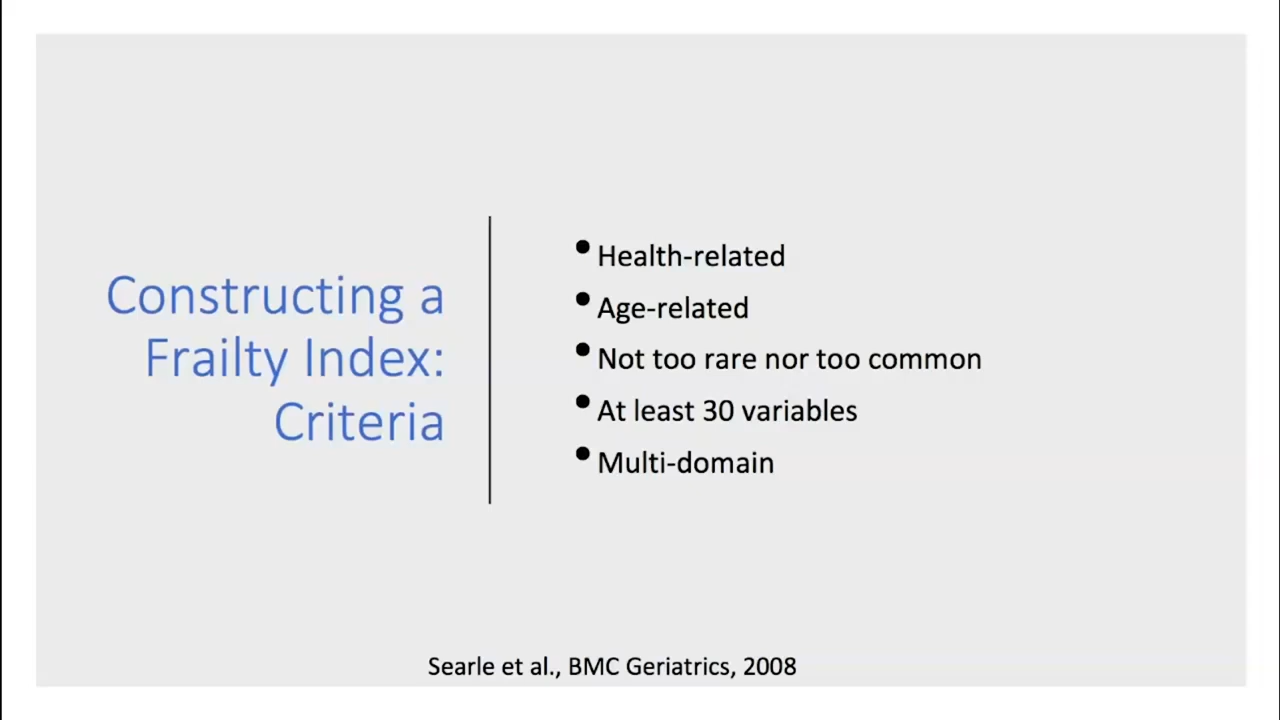 Constructing a
Frailty Index:
Criteria
• Health-related
• Age-related
• Not too rare nor too common
• At least 30 variables
• Multi-domain
Searle et al., BMC Geriatrics, 2008